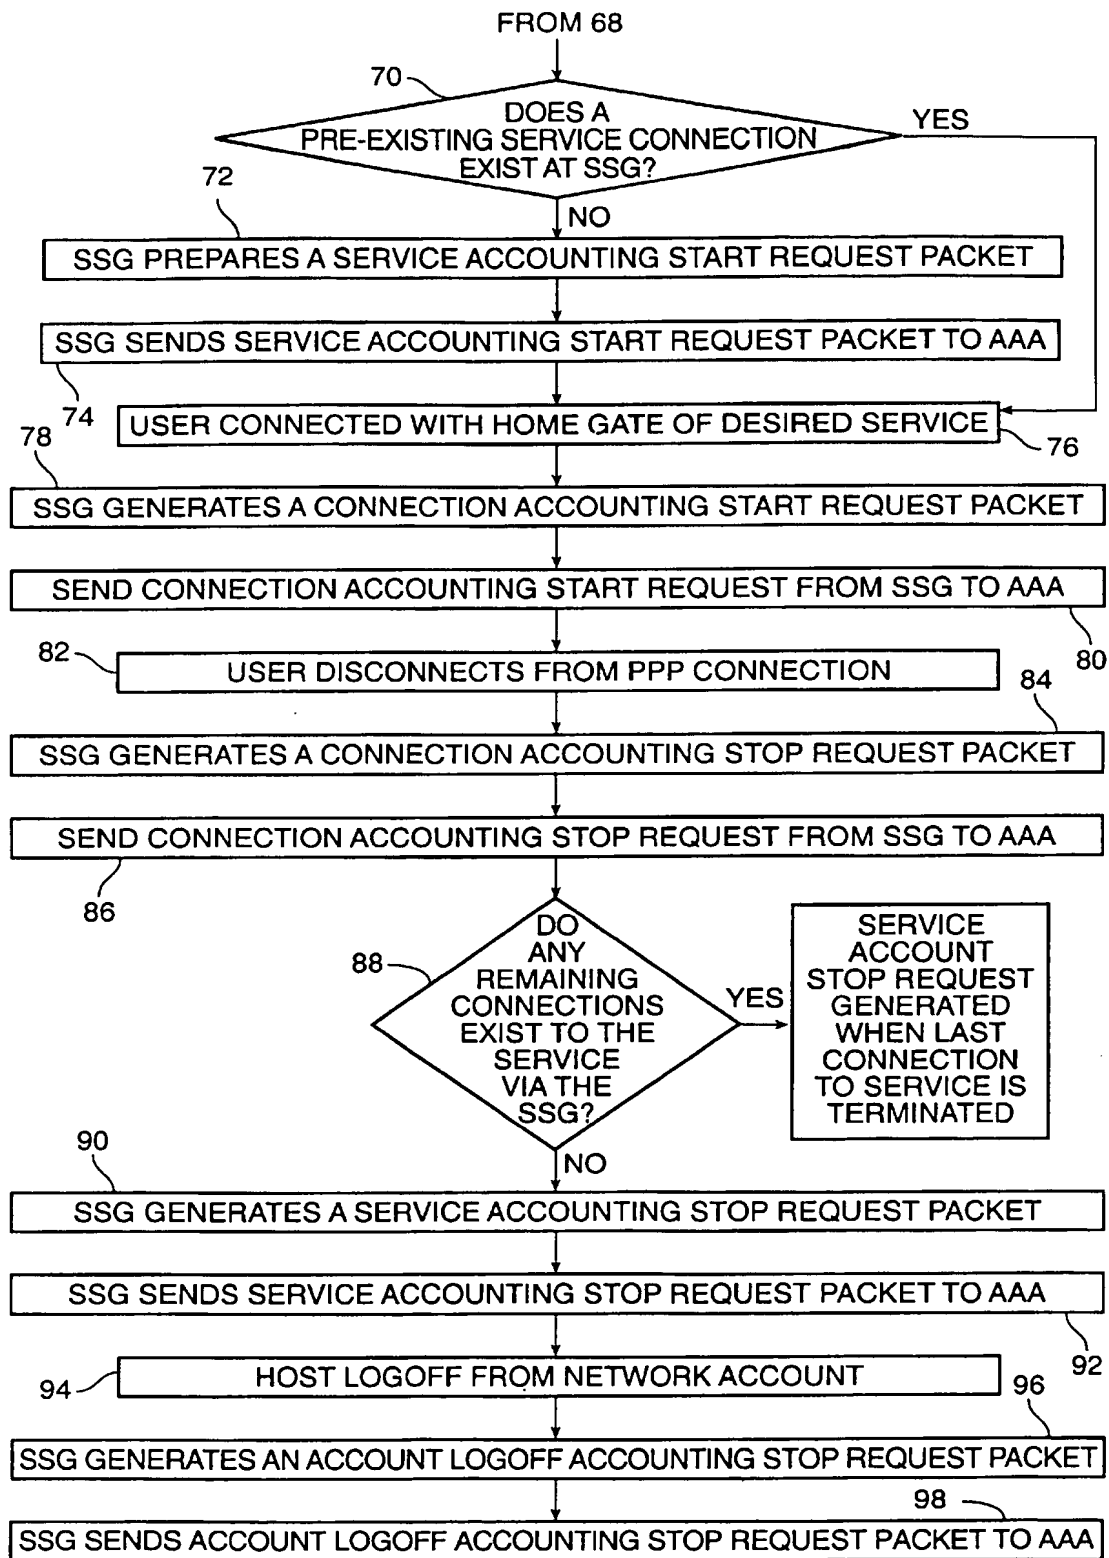 FROM 68
70
DOES A
PRE-EXISTING SERVICE CONNECTION
EXIST AT SSG?
YES
72
NO
SSG PREPARES A SERVICE ACCOUNTING START REQUEST PACKET
SSG SENDS SERVICE ACCOUNTING START REQUEST PACKET TO AAA
74
USER CONNECTED WITH HOME GATE OF DESIRED SERVICE
76
78
SSG GENERATES A CONNECTION ACCOUNTING START REQUEST PACKET
SEND CONNECTION ACCOUNTING START REQUEST FROM SSG TO AAA
80
82
USER DISCONNECTS FROM PPP CONNECTION
84
SSG GENERATES A CONNECTION ACCOUNTING STOP REQUEST PACKET
SEND CONNECTION ACCOUNTING STOP REQUEST FROM SSG TO AAA
86
88
DO
ANY
REMAINING
CONNECTIONS
EXIST TO THE
SERVICE
VIA THE
SSG?
YES
SERVICE
ACCOUNT
STOP REQUEST
GENERATED
WHEN LAST
CONNECTION
TO SERVICE IS
TERMINATED
NO
90
SSG GENERATES A SERVICE ACCOUNTING STOP REQUEST PACKET
SSG SENDS SERVICE ACCOUNTING STOP REQUEST PACKET TO AAA
92
94
HOST LOGOFF FROM NETWORK ACCOUNT
96
SSG GENERATES AN ACCOUNT LOGOFF ACCOUNTING STOP REQUEST PACKET
98
SSG SENDS ACCOUNT LOGOFF ACCOUNTING STOP REQUEST PACKET TO AAA